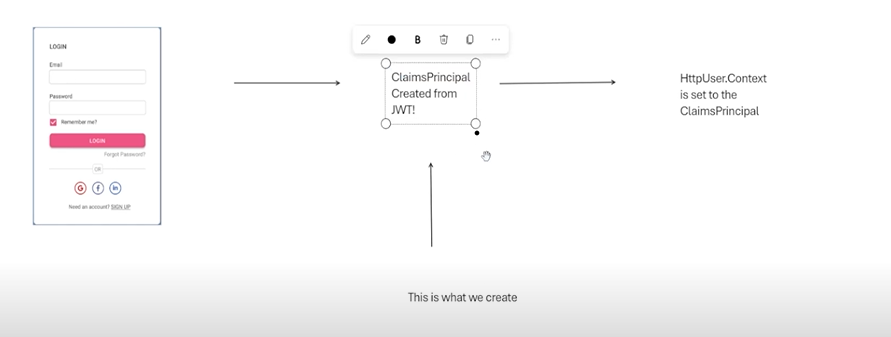 LOGIN
Email
Password
Remember me?
LOGIN
Forgot Password?
OR
G f in
Need an account? SIGN UP
B
ClaimsPrincipal
Created from
JWT!
HttpUser.Context
is set to the
ClaimsPrincipal
This is what we create